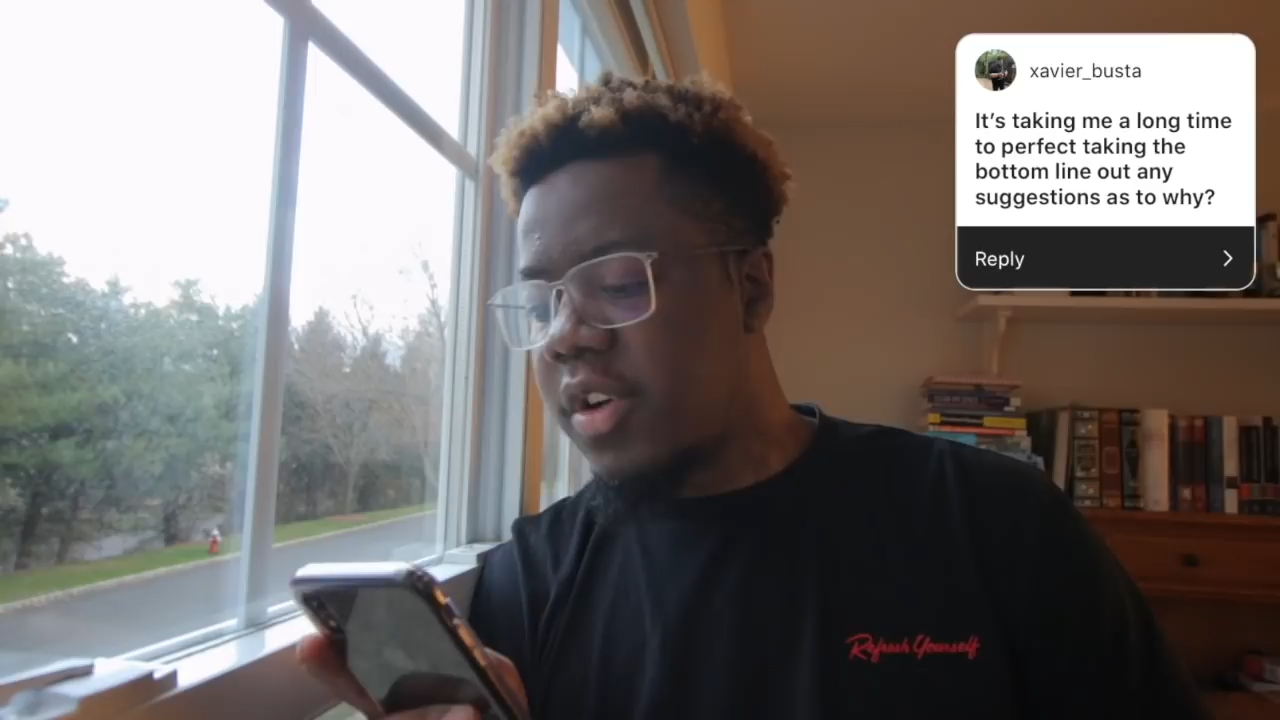 xavier_busta
It’s taking me a long time
to perfect taking the
bottom line out any
suggestions as to why?
Reply
Refresh Yourself